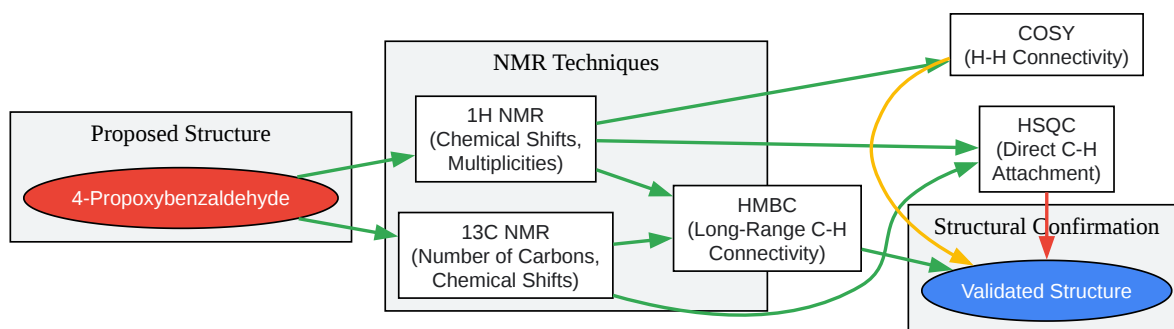 COSY
(H-H Connectivity)
NMR Techniques
1H NMR
(Chemical Shifts,
Multiplicities)
HSQC
(Direct C-H
Attachment)
Proposed Structure
4-Propoxybenzaldehyde
13C NMR
(Number of Carbons,
Chemical Shifts)
HMBC
(Long-Range C-H
Connectivity)
Structural Confirmation
Validated Structure